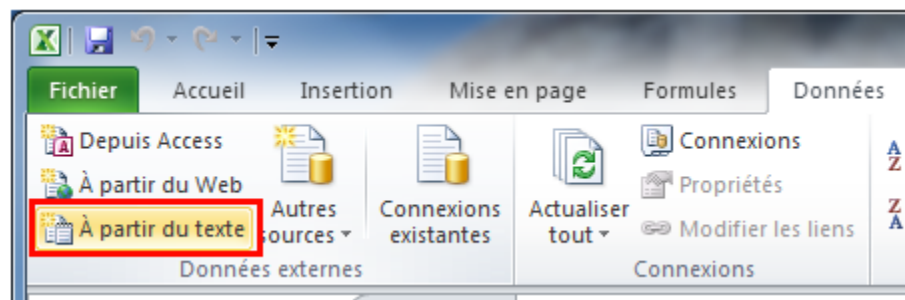 Fichier Accueil Insertion Mise en page Formules Données
Depuis Access
À partir du Web
À partir du texte
Autres
sources
Connexions
existantes
Données externes
Actualiser
tout
Connexions
Propriétés
Modifier les liens
Connexions
A
Z
Z
A